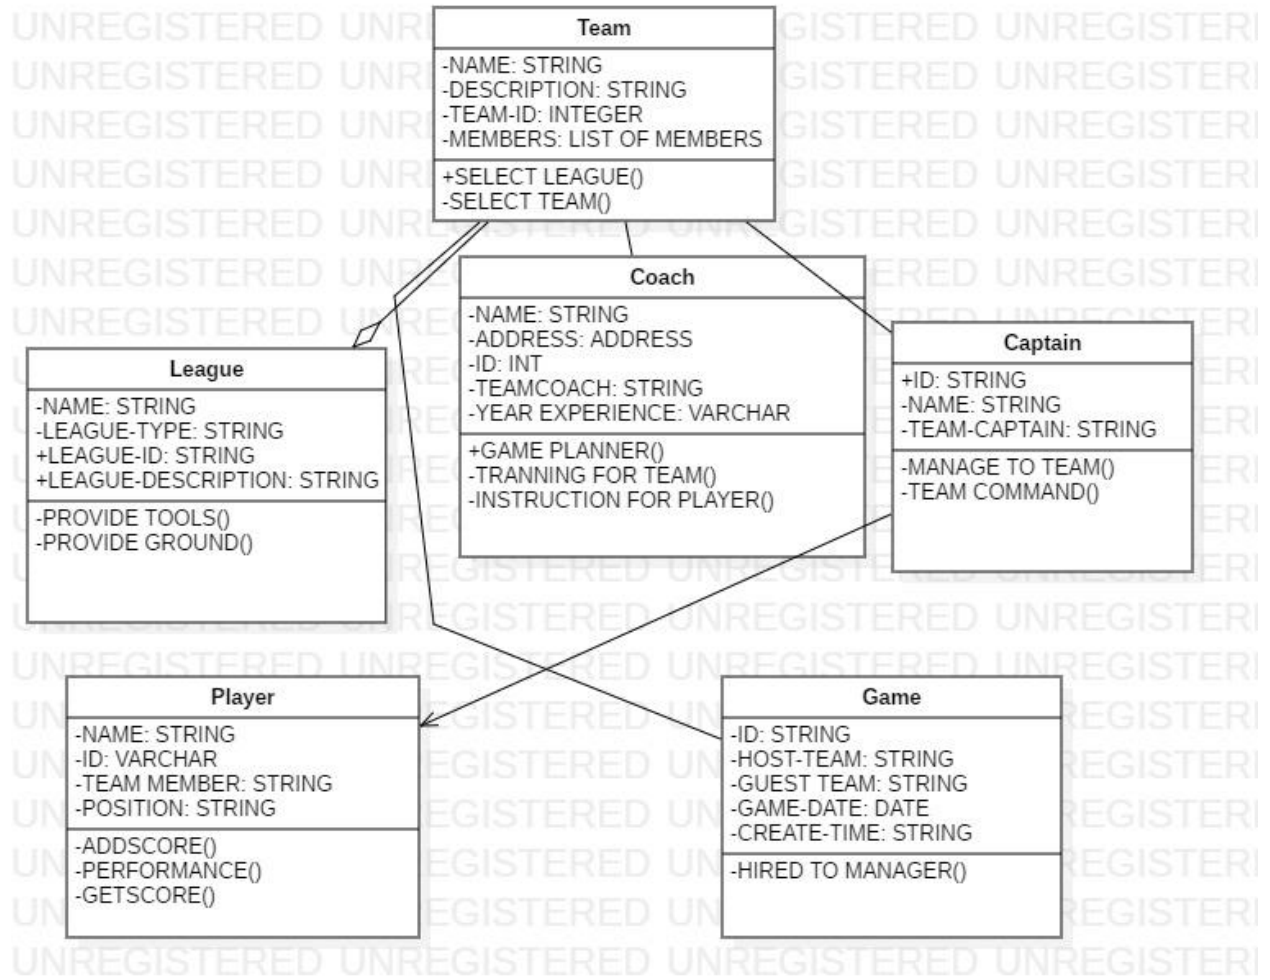 Team
-NAME: STRING
-DESCRIPTION: STRING
-TEAM-ID: INTEGER
-MEMBERS: LIST OF MEMBERS
+SELECT LEAGUE()
-SELECT TEAM()
Coach
-NAME: STRING
-ADDRESS: ADDRESS
-ID: INT
-TEAMCOACH: STRING
-YEAR EXPERIENCE: VARCHAR
+GAME PLANNER()
-TRANNING FOR TEAM()
-INSTRUCTION FOR PLAYER()
Captain
+ID: STRING
-NAME: STRING
-TEAM-CAPTAIN: STRING
-MANAGE TO TEAM()
-TEAM COMMAND()
League
-NAME: STRING
-LEAGUE-TYPE: STRING
+LEAGUE-ID: STRING
+LEAGUE-DESCRIPTION: STRING
-PROVIDE TOOLS()
-PROVIDE GROUND()
Player
-NAME: STRING
-ID: VARCHAR
-TEAM MEMBER: STRING
-POSITION: STRING
-ADDSCORE()
-PERFORMANCE()
-GETSCORE()
Game
-ID: STRING
-HOST-TEAM: STRING
-GUEST TEAM: STRING
-GAME-DATE: DATE
-CREATE-TIME: STRING
-HIRED TO MANAGER()
UNREGISTERED